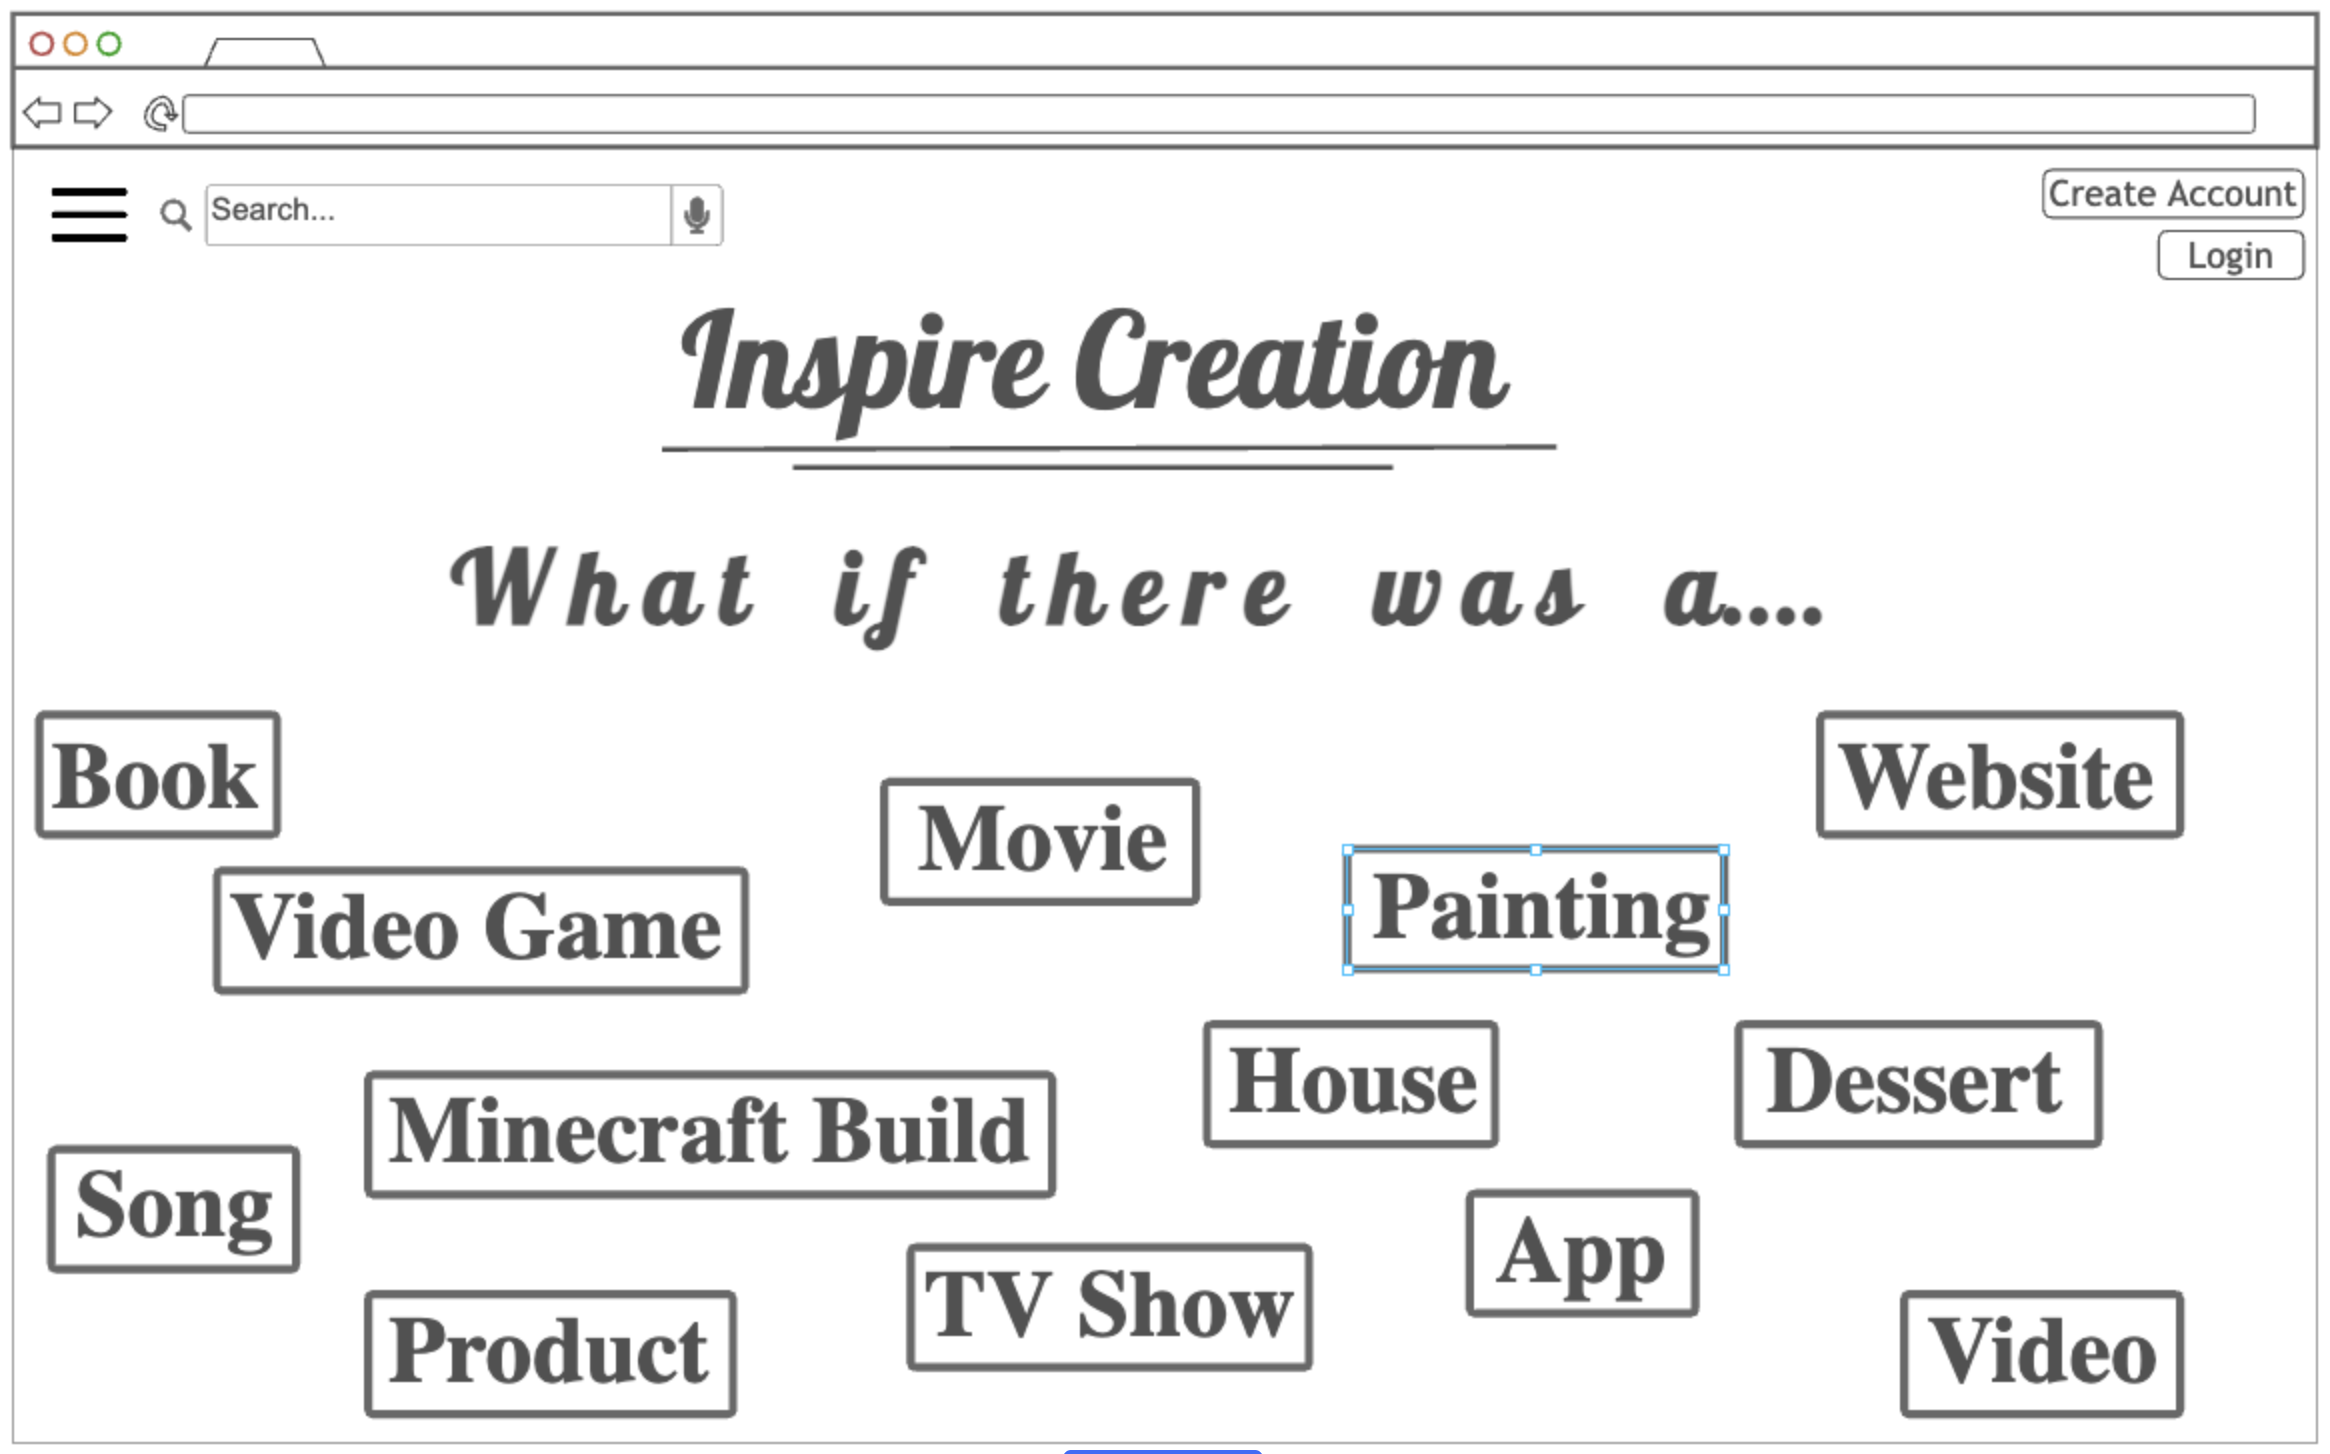 Search...
Create Account
Login
Inspire Creation
What if there was a....
Book
Website
Movie
Painting
Video Game
House
Dessert
Minecraft Build
Song
App
TV Show
Product
Video